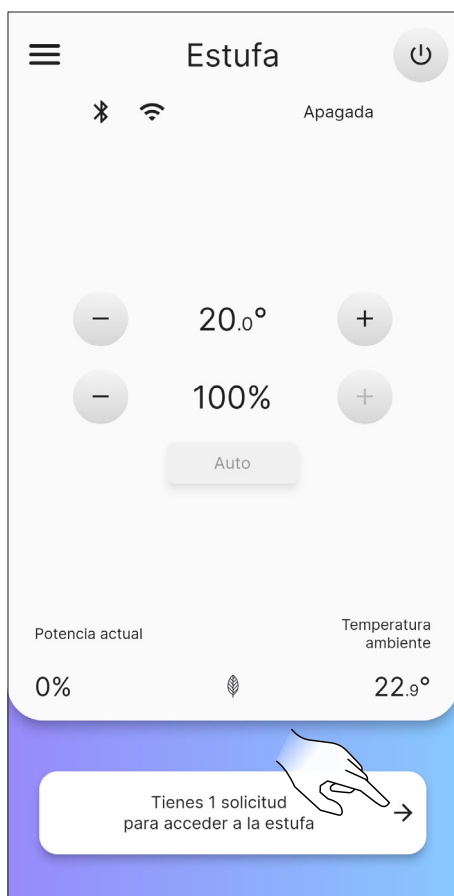 Estufa
Apagada
− 20.0° +
− 100% +
Auto
Potencia actual
Temperatura
ambiente
0%
22.9°
Tienes 1 solicitud
para acceder a la estufa